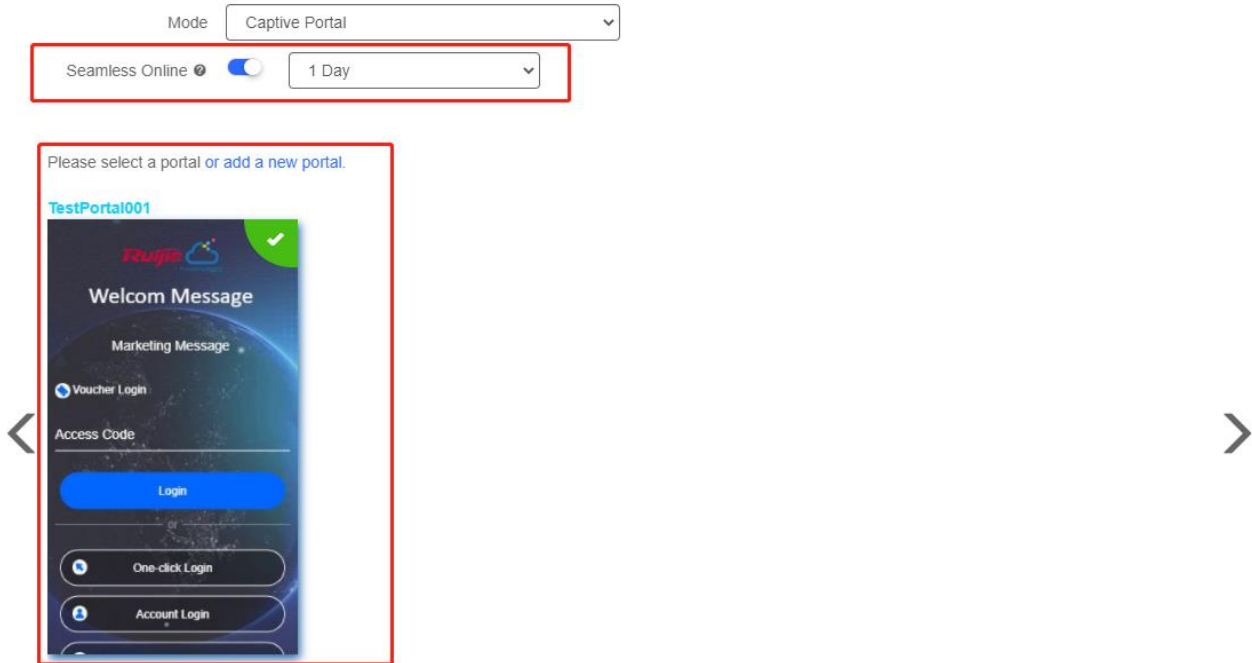 Mode Captive Portal
Seamless Online 1 Day
Please select a portal or add a new portal.
TestPortal001
Ruijie
Welcom Message
Marketing Message
Voucher Login
Access Code
Login
or
One-click Login
Account Login